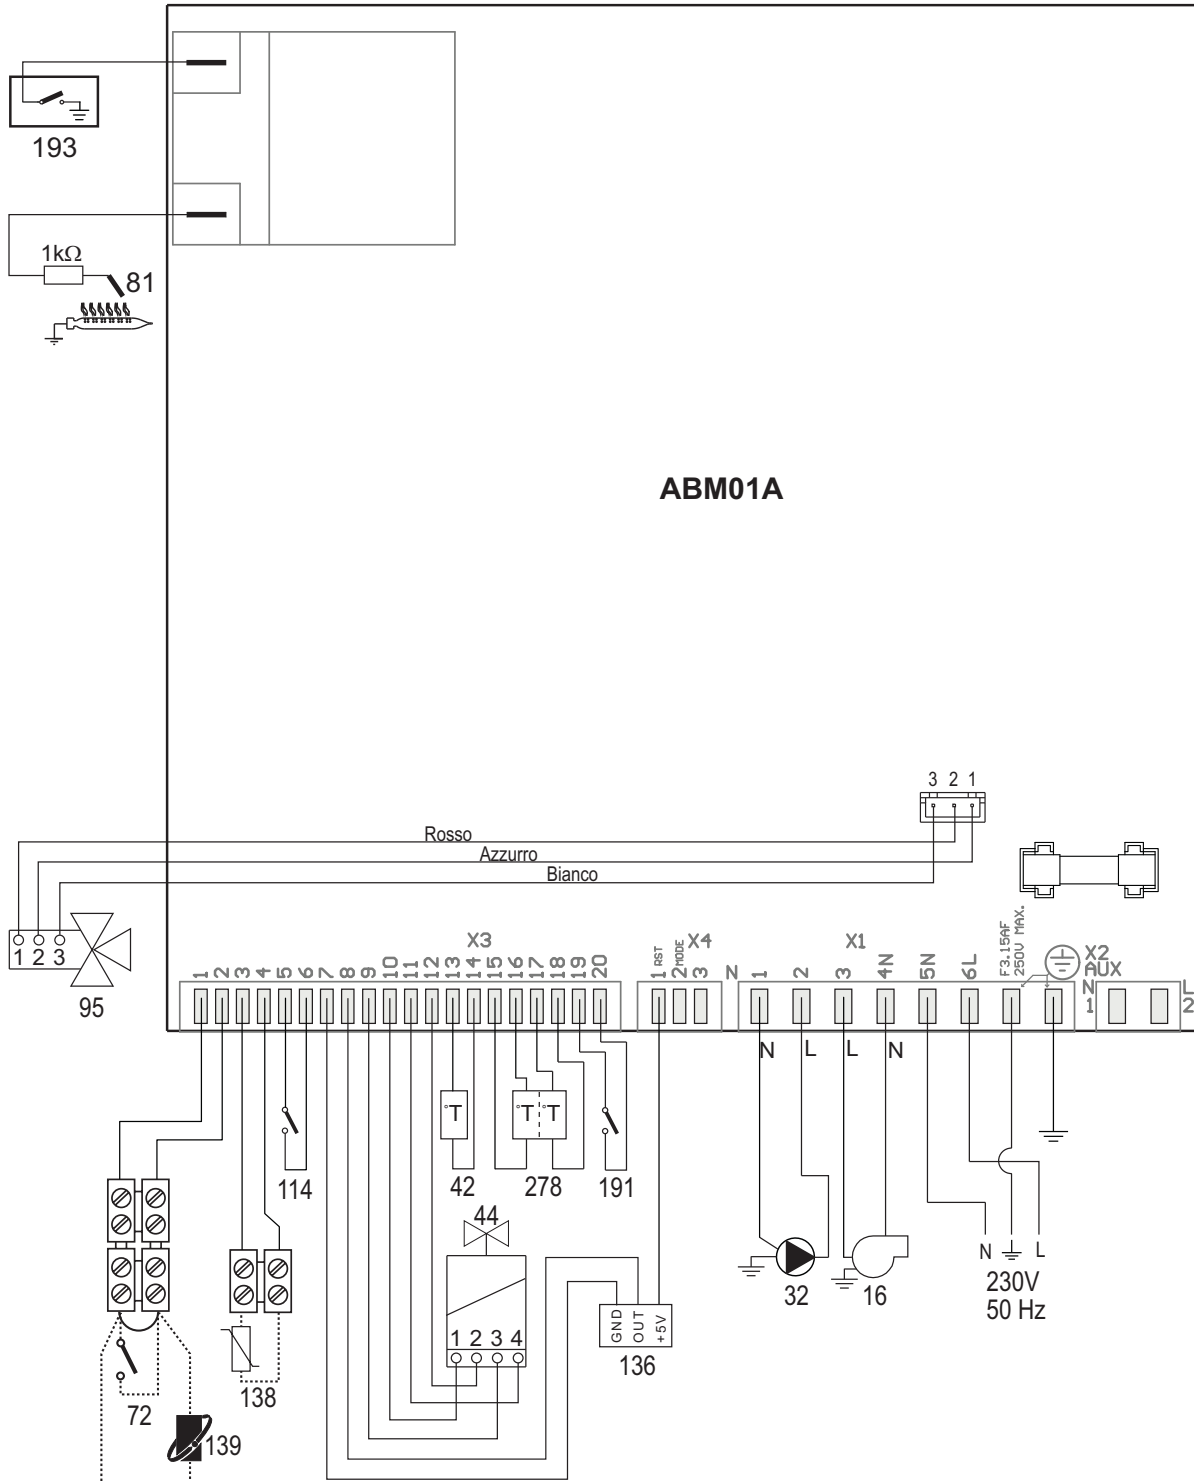 193
1kΩ
81
ABM01A
3 2 1
Rosso
Azzurro
Bianco
1 2 3
95
X3
1 2 3 4 5 6 7 8 9 10 11 12 13 14 15 16 17 18 19 20
X4
1 RST
2 MODE
3
N
X1
1 2 3 4N 5N 6L
F3.15AF
250V MAX.
X2
AUX
N
1
L
2
N L L N
°T
°T °T
114
42
278
191
44
1 2 3 4
GND
OUT
+5V
136
32
16
N L
230V
50 Hz
138
72
139